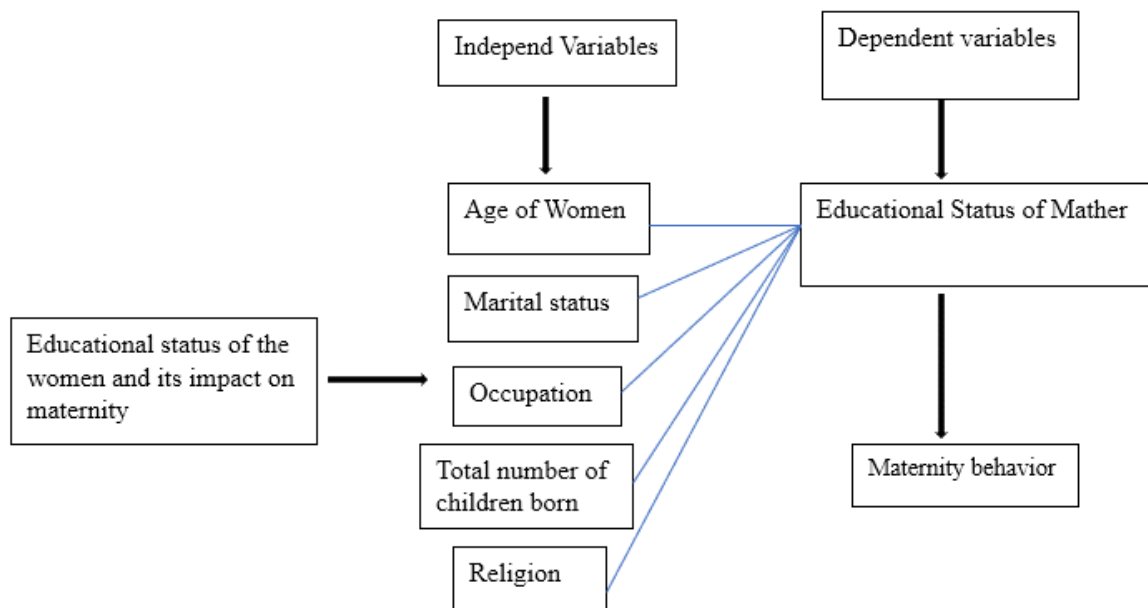 Independ Variables
Dependent variables
Age of Women
Educational Status of Mather
Marital status
Educational status of the
women and its impact on
maternity
Occupation
Total number of
children born
Maternity behavior
Religion